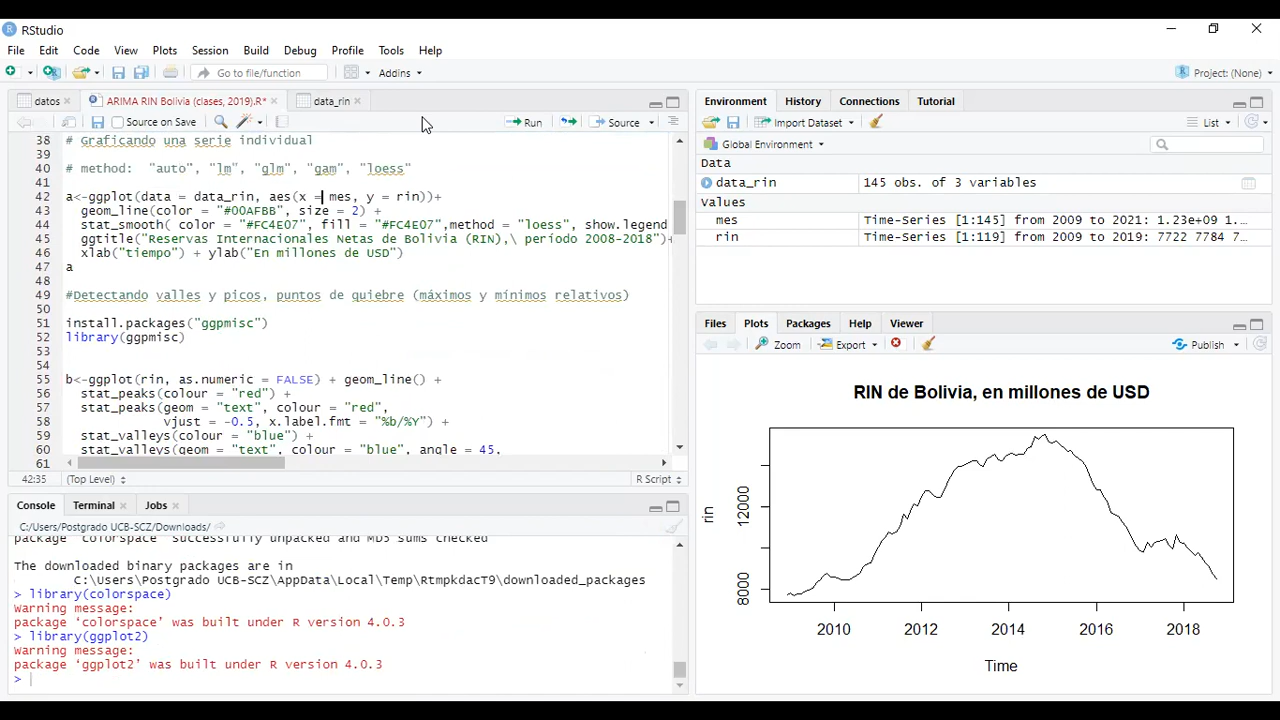 RStudio
File Edit Code View Plots Session Build Debug Profile Tools Help
Go to file/function Addins Project: (None)
datos ARIMA RIN Bolivia (clases, 2019).R* data_rin
Source on Save Run Source
38 # Graficando una serie individual
39
40 # method: "auto", "lm", "glm", "gam", "loess"
41
42 a<-ggplot(data = data_rin, aes(x = mes, y = rin))+
43 geom_line(color = "#00AFBB", size = 2) +
44 stat_smooth( color = "#FC4E07", fill = "#FC4E07",method = "loess", show.legend
45 ggtitle("Reservas Internacionales Netas de Bolivia (RIN),\ periodo 2008-2018")+
46 xlab("tiempo") + ylab("En millones de USD")
47 a
48
49 #Detectando valles y picos, puntos de quiebre (máximos y mínimos relativos)
50
51 install.packages("ggpmisc")
52 library(ggpmisc)
53
54
55 b<-ggplot(rin, as.numeric = FALSE) + geom_line() +
56 stat_peaks(colour = "red") +
57 stat_peaks(geom = "text", colour = "red",
58 vjust = -0.5, x.label.fmt = "%b/%Y") +
59 stat_valleys(colour = "blue") +
60 stat_valleys(geom = "text", colour = "blue", angle = 45,
61
42:35 (Top Level) R Script
Console Terminal Jobs
C:/Users/Postgrado UCB-SCZ/Downloads/
package ‘colorspace’ successfully unpacked and MD5 sums checked
The downloaded binary packages are in
C:\Users\Postgrado UCB-SCZ\AppData\Local\Temp\RtmpkdacT9\downloaded_packages
> library(colorspace)
Warning message:
package ‘colorspace’ was built under R version 4.0.3
> library(ggplot2)
Warning message:
package ‘ggplot2’ was built under R version 4.0.3
>
Environment History Connections Tutorial
Import Dataset List
Global Environment
Data
data_rin 145 obs. of 3 variables
Values
mes Time-Series [1:145] from 2009 to 2021: 1.23e+09 1.…
rin Time-Series [1:119] from 2009 to 2019: 7722 7784 7…
Files Plots Packages Help Viewer
Zoom Export Publish
RIN de Bolivia, en millones de USD
rin
12000
8000
2010 2012 2014 2016 2018
Time